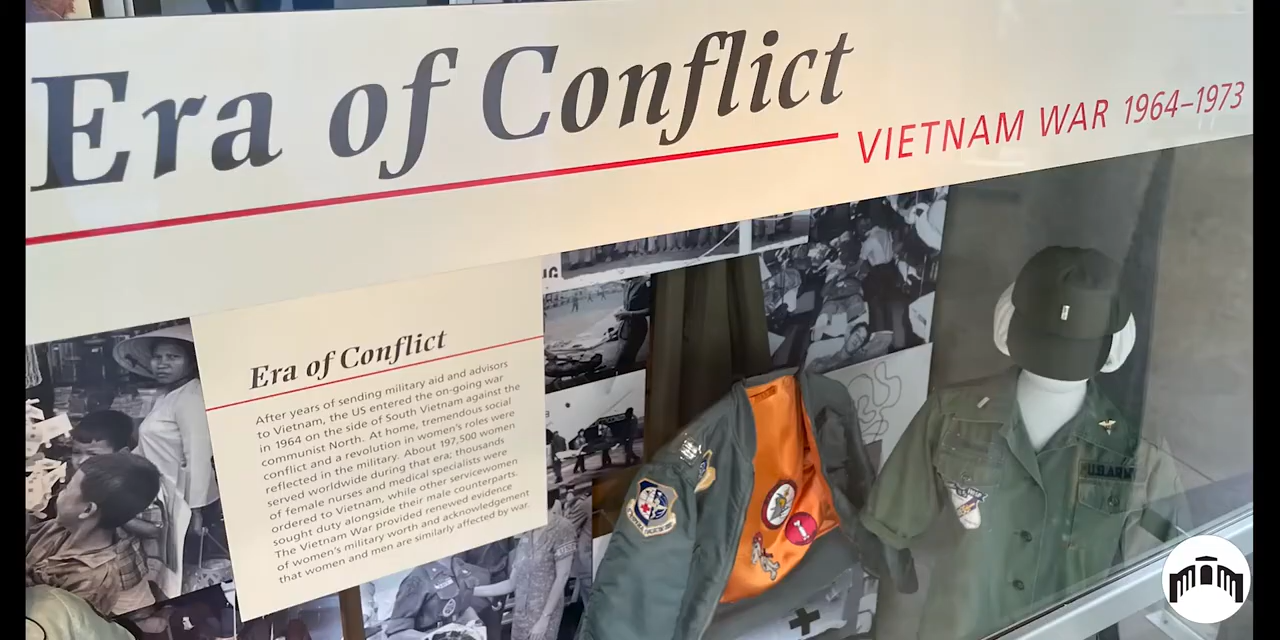 Era of Conflict
VIETNAM WAR 1964–1973
Era of Conflict
After years of sending military aid and advisors
to Vietnam, the US entered the on-going war
in 1964 on the side of South Vietnam against the
communist North. At home, tremendous social
conflict and a revolution in women's roles were
reflected in the military. About 197,500 women
served worldwide during that era; thousands
of female nurses and medical specialists were
ordered to Vietnam, while other servicewomen
sought duty alongside their male counterparts.
The Vietnam War provided renewed evidence
of women's military worth and acknowledgement
that women and men are similarly affected by war.
U.S. ARMY